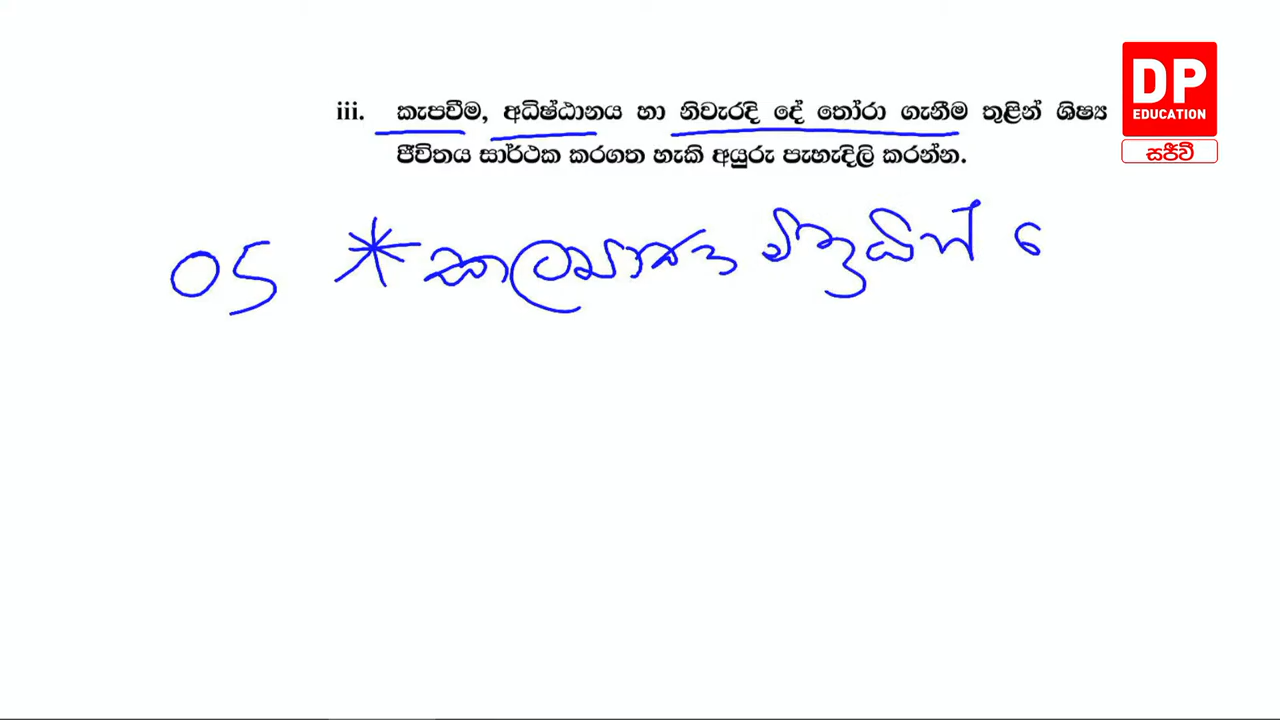 DP
EDUCATION
සජීවී
iii. කැපවීම, අධිෂ්ඨානය හා නිවැරදි දේ තෝරා ගැනීම තුළින් ශිෂ්‍ය
ජීවිතය සාර්ථක කරගත හැකි අයුරු පැහැදිලි කරන්න.
05 * කල්‍යාණ මිත්‍රයින්